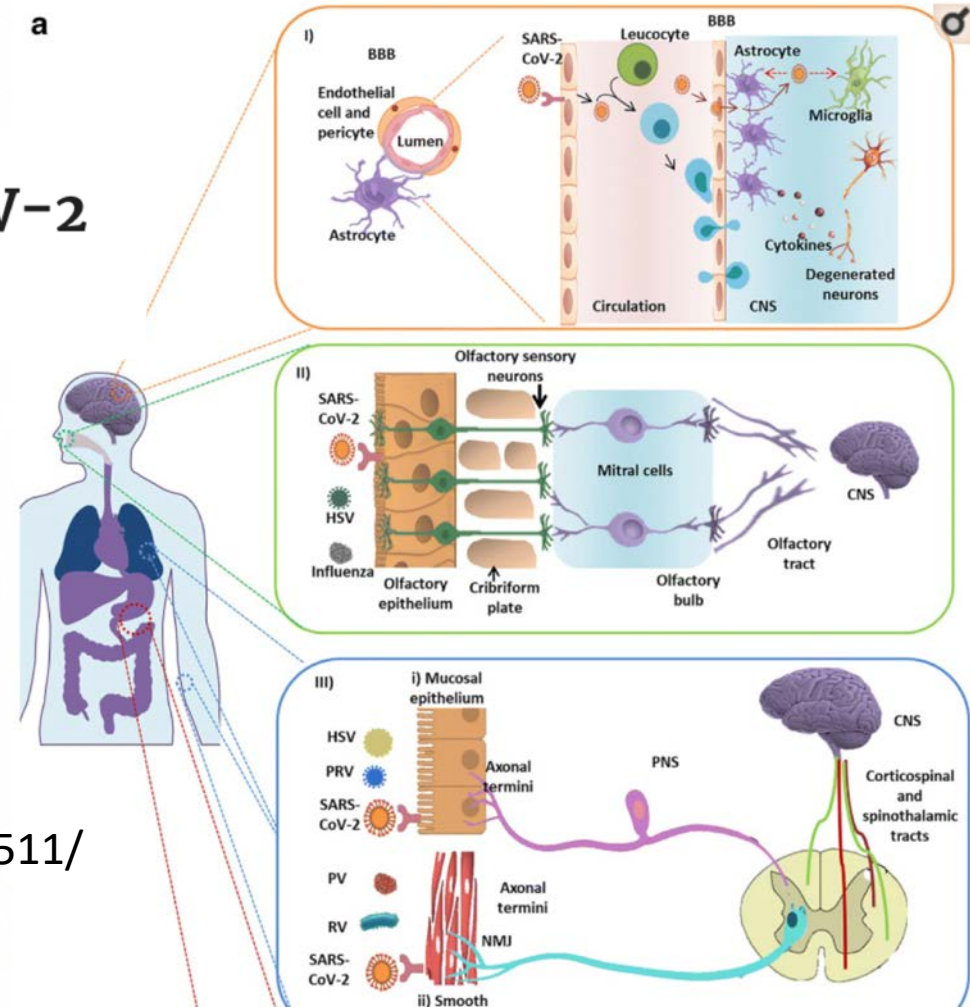 a
V-2
511/
I)
BBB
Endothelial
cell and
pericyte
Lumen
Astrocyte
SARS-
CoV-2
Leucocyte
BBB
Astrocyte
Microglia
Cytokines
Degenerated
neurons
Circulation
CNS
II)
Olfactory sensory
neurons
SARS-
CoV-2
HSV
Influenza
Mitral cells
CNS
Olfactory
epithelium
Cribriform
plate
Olfactory
bulb
Olfactory
tract
III)
i) Mucosal
epithelium
HSV
PRV
SARS-
CoV-2
Axonal
termini
PNS
CNS
Corticospinal
and
spinothalamic
tracts
PV
RV
SARS-
CoV-2
Axonal
termini
NMJ
ii) Smooth